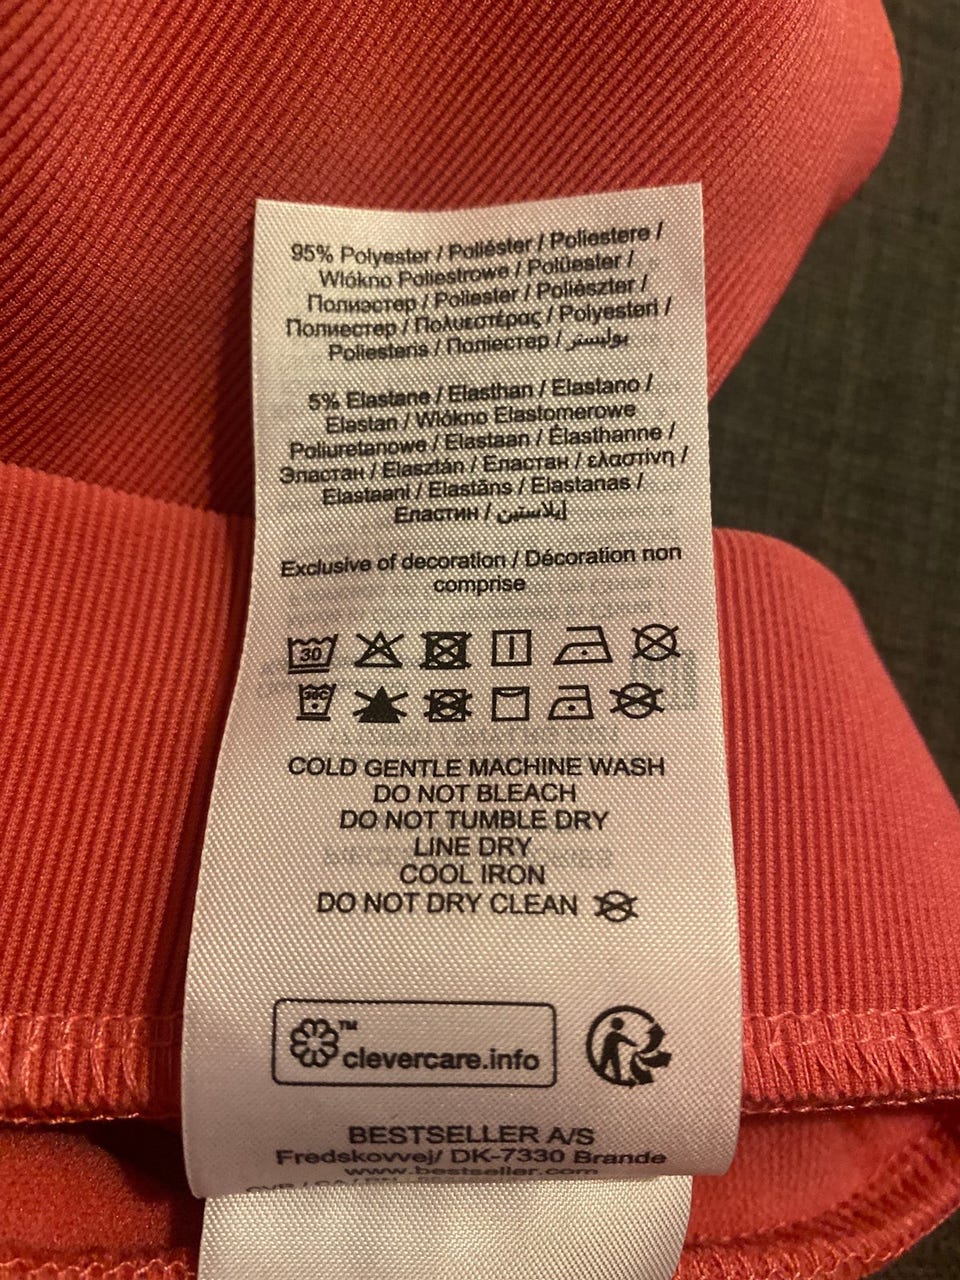 95% Polyester / Poliéster / Poliestere /
Włókno Poliestrowe / Polüester /
Полиэстер / Poliester / Poliészter /
Полиестер / Πολυεστέρας / Polyesteri /
Poliesteris / Поліестер / بوليستر
5% Elastane / Elasthan / Elastano /
Elastan / Włókno Elastomerowe
Poliuretanowe / Elastaan / Élasthanne /
Эластан / Elasztán / Еластан / ελαστίνη /
Elastaani / Elastāns / Elastanas /
Еластин / إيلاستين
Exclusive of decoration / Décoration non
comprise
30
30C
COLD GENTLE MACHINE WASH
DO NOT BLEACH
DO NOT TUMBLE DRY
LINE DRY
COOL IRON
DO NOT DRY CLEAN
™
clevercare.info
BESTSELLER A/S
Fredskovvej/ DK-7330 Brande
www.bestseller.com